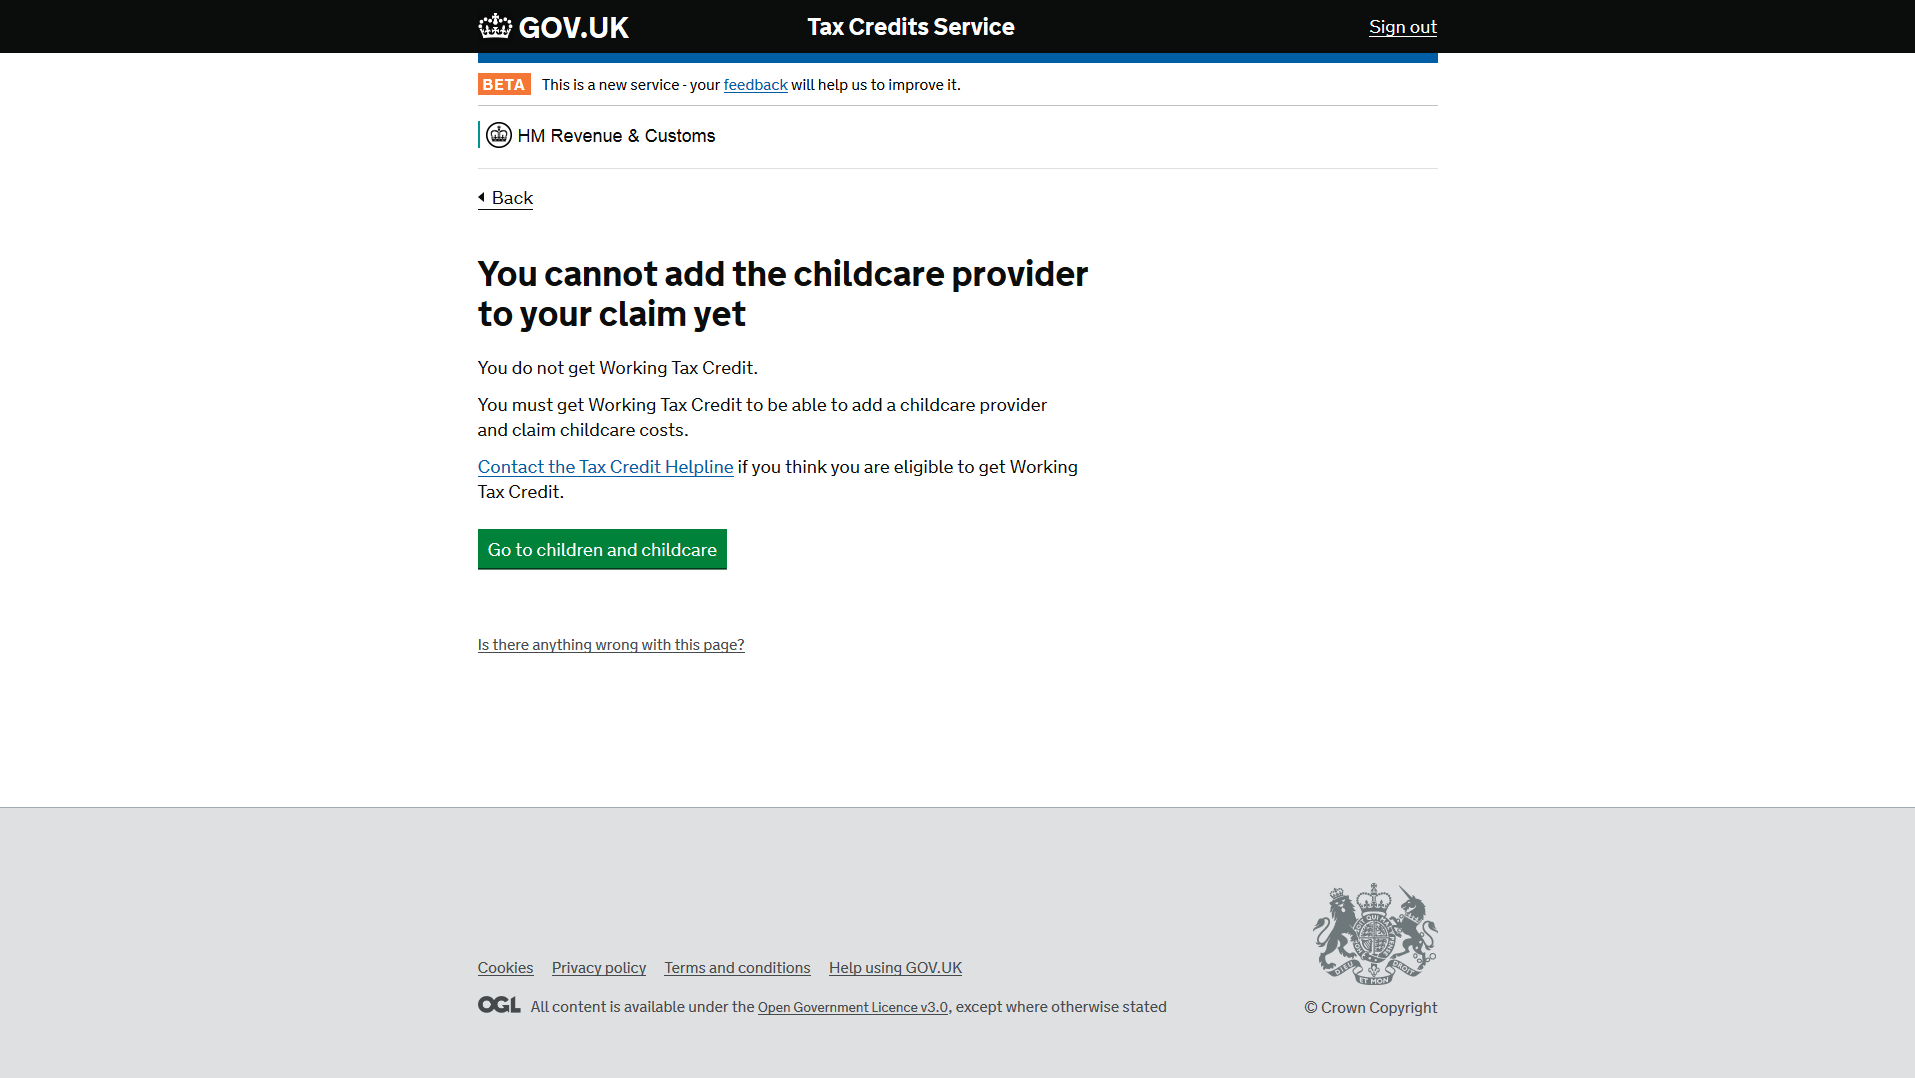 GOV.UK
Tax Credits Service
Sign out
BETA This is a new service - your feedback will help us to improve it.
HM Revenue & Customs
Back
You cannot add the childcare provider
to your claim yet
You do not get Working Tax Credit.
You must get Working Tax Credit to be able to add a childcare provider
and claim childcare costs.
Contact the Tax Credit Helpline if you think you are eligible to get Working
Tax Credit.
Go to children and childcare
Is there anything wrong with this page?
Cookies Privacy policy Terms and conditions Help using GOV.UK
OGL All content is available under the Open Government Licence v3.0, except where otherwise stated
DIEU ET MON DROIT
© Crown Copyright